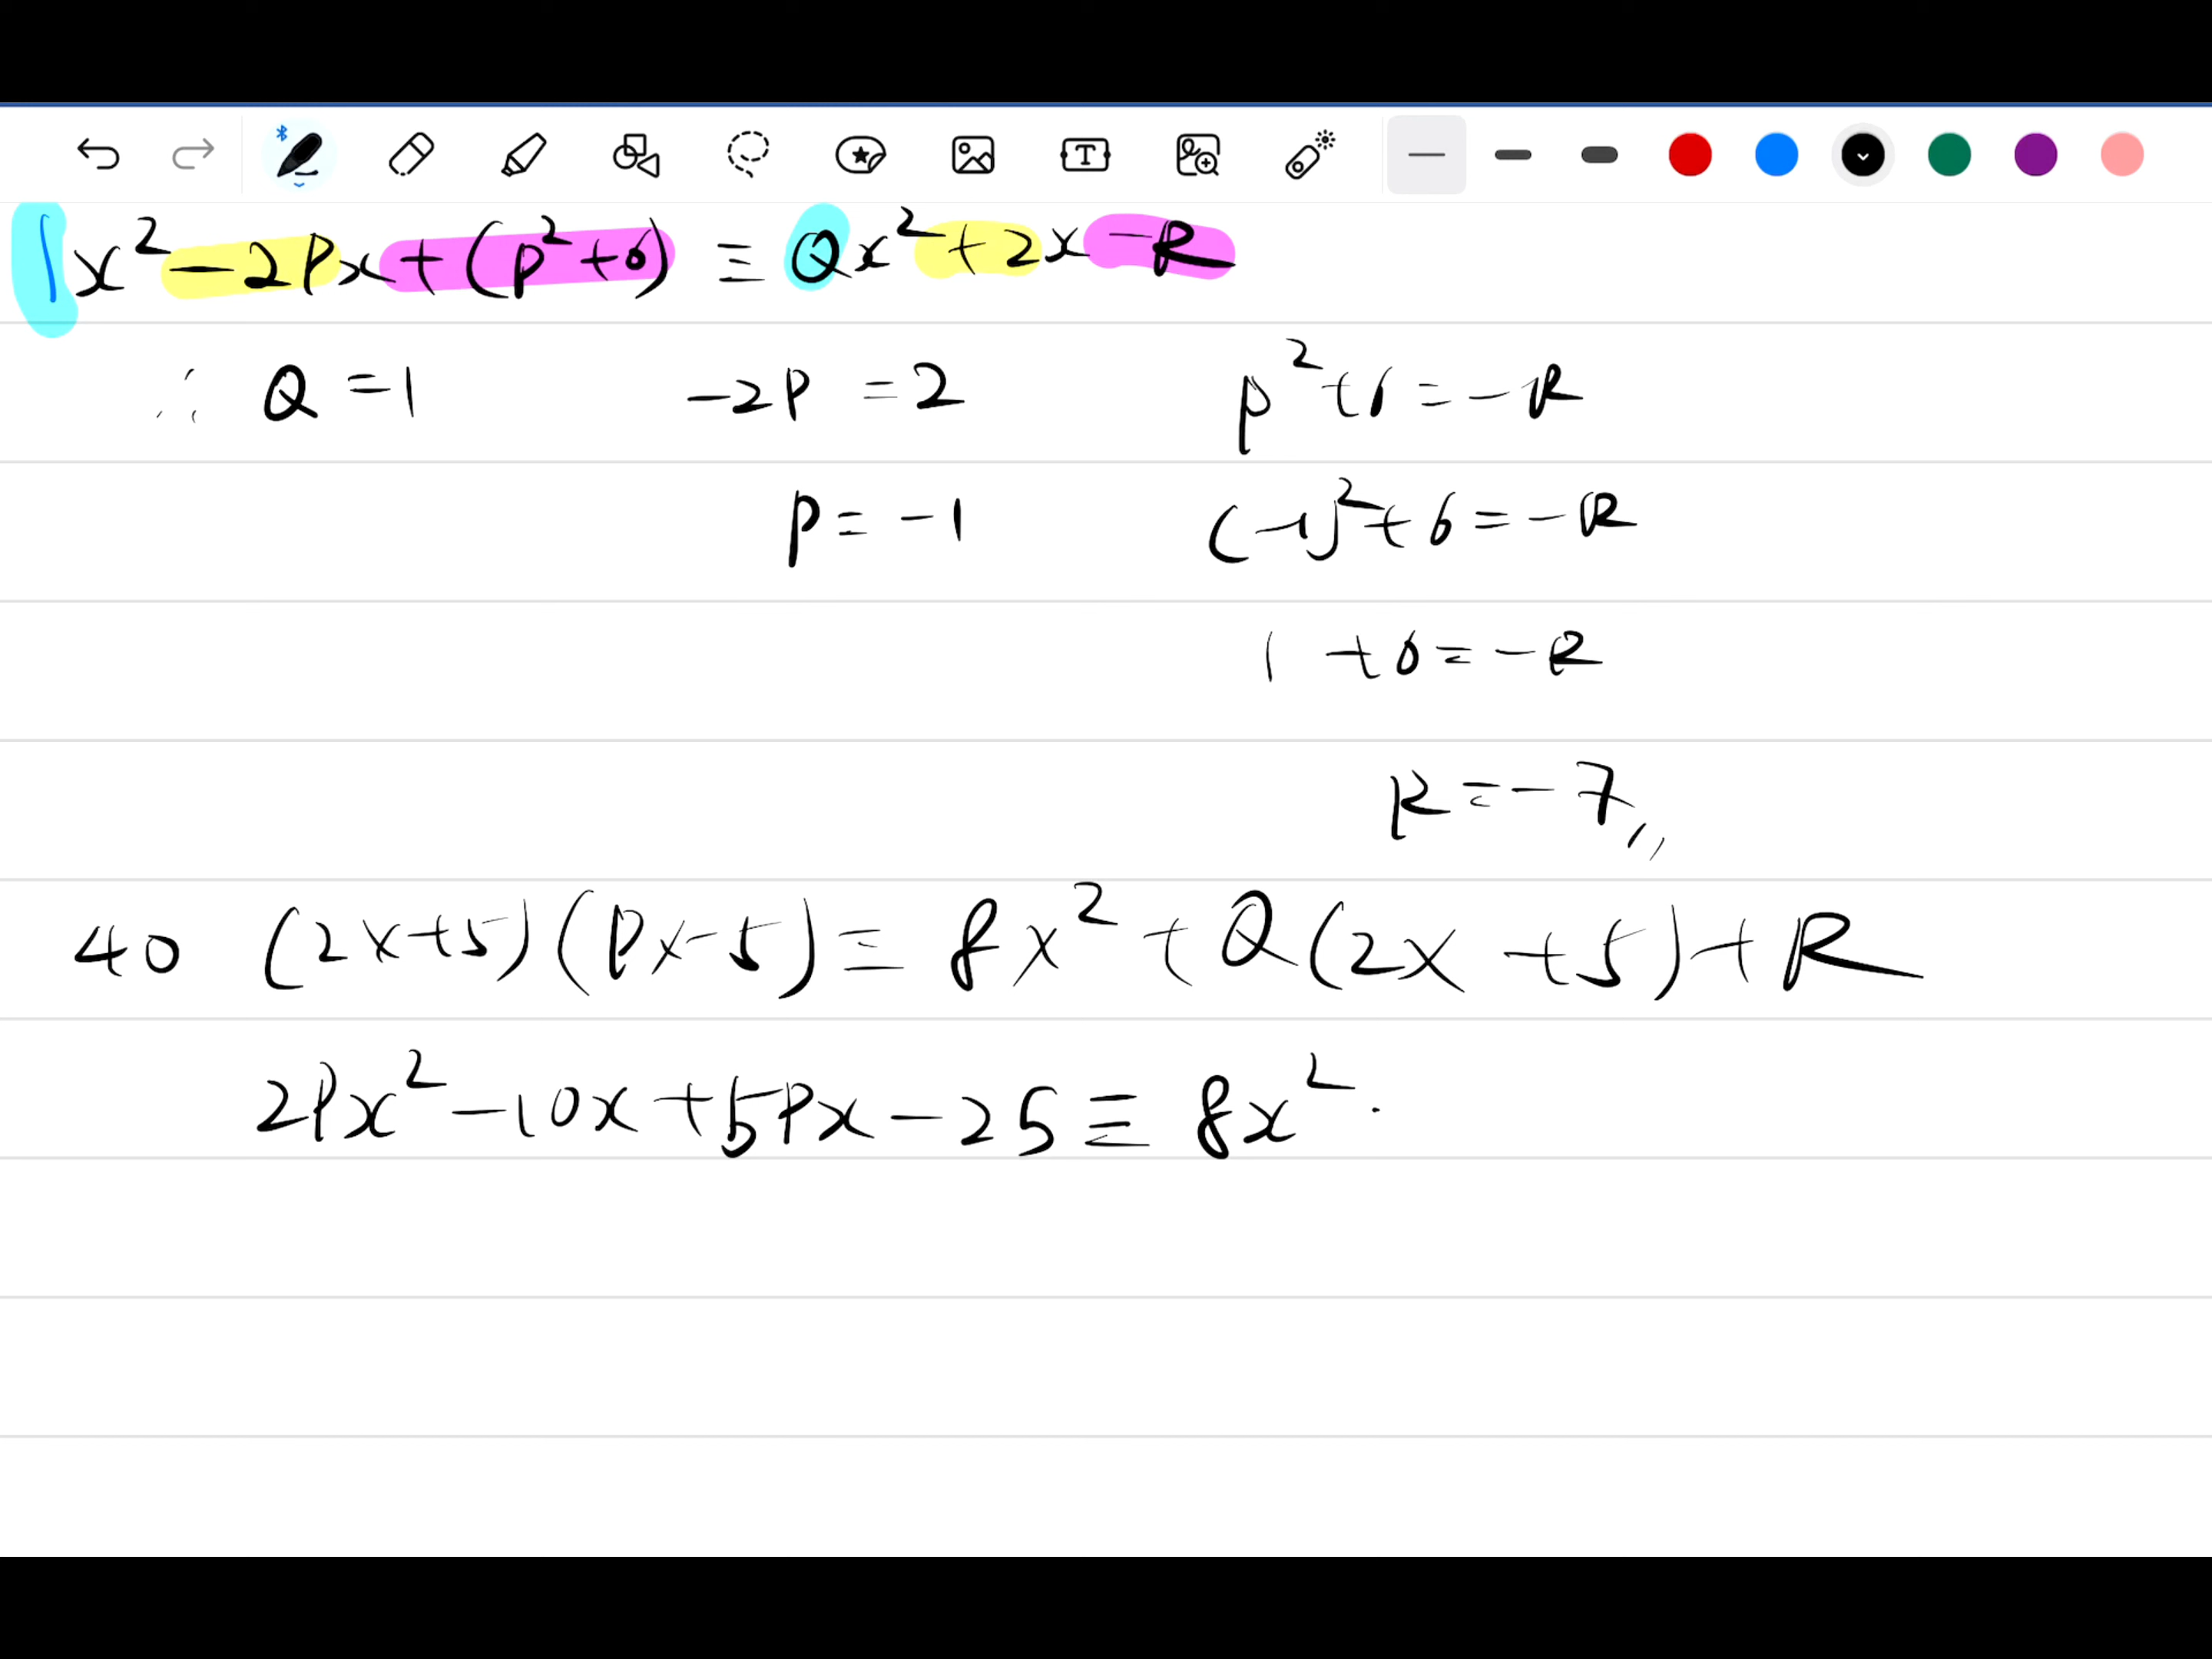 1x² - 2Px + (p² + 6) ≡ Qx² + 2x - R
∴ Q = 1 -2P = 2 p² + 6 = -R
P = -1 (-1)² + 6 = -R
1 + 6 = -R
R = -7
40 (2x+5)(Px-5) ≡ 8x² + Q(2x+5) + R
2Px² - 10x + 5Px - 25 ≡ 8x²